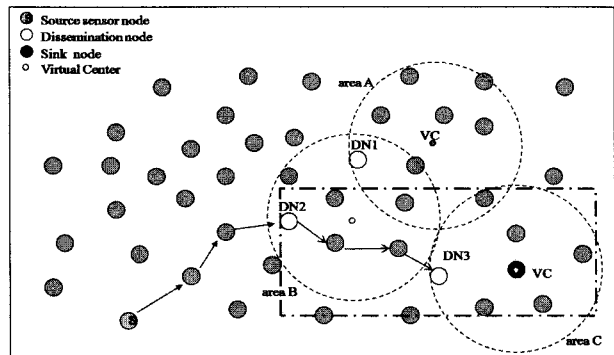 Source sensor node
Dissemination node
Sink node
Virtual Center
area A
VC
DN1
DN2
DN3
VC
area B
area C